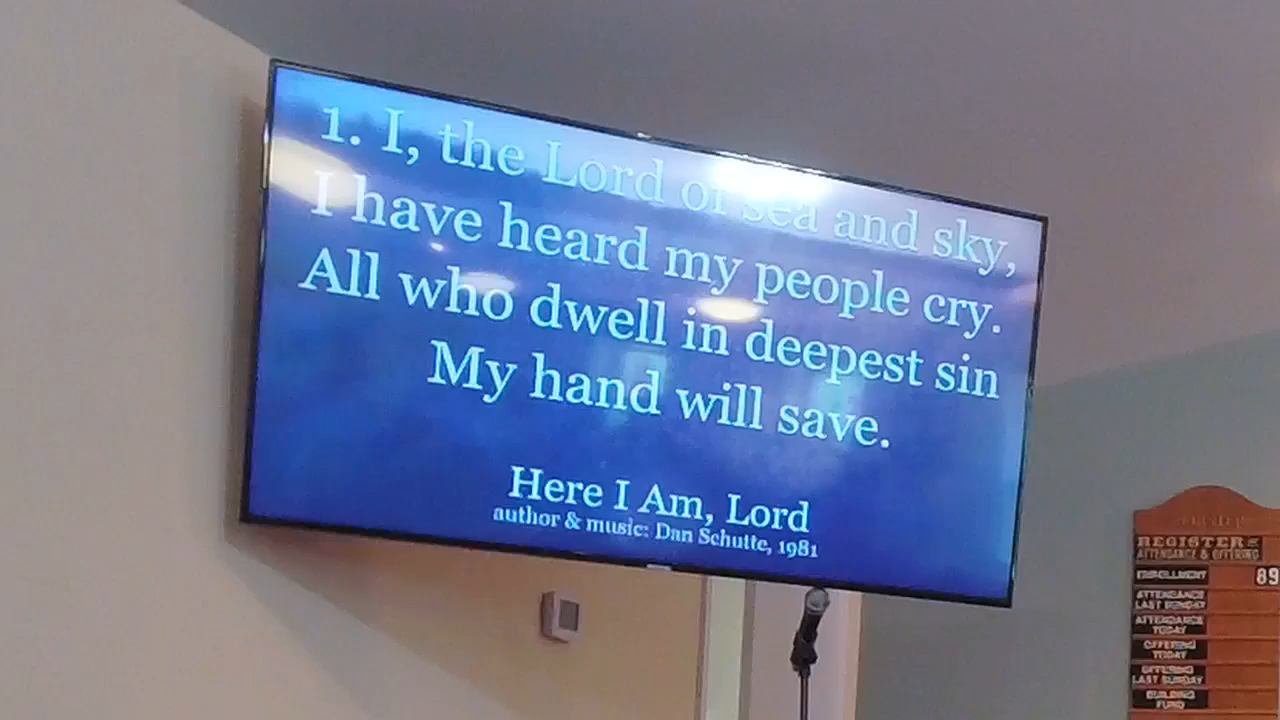 1. I, the Lord of sea and sky,
I have heard my people cry.
All who dwell in deepest sin
My hand will save.
Here I Am, Lord
author & music: Dan Schutte, 1981
REGISTER OF
ATTENDANCE & OFFERING
ENROLLMENT 89
ATTENDANCE
LAST SUNDAY
ATTENDANCE
TODAY
OFFERING
TODAY
OFFERING
LAST SUNDAY
BUILDING
FUND